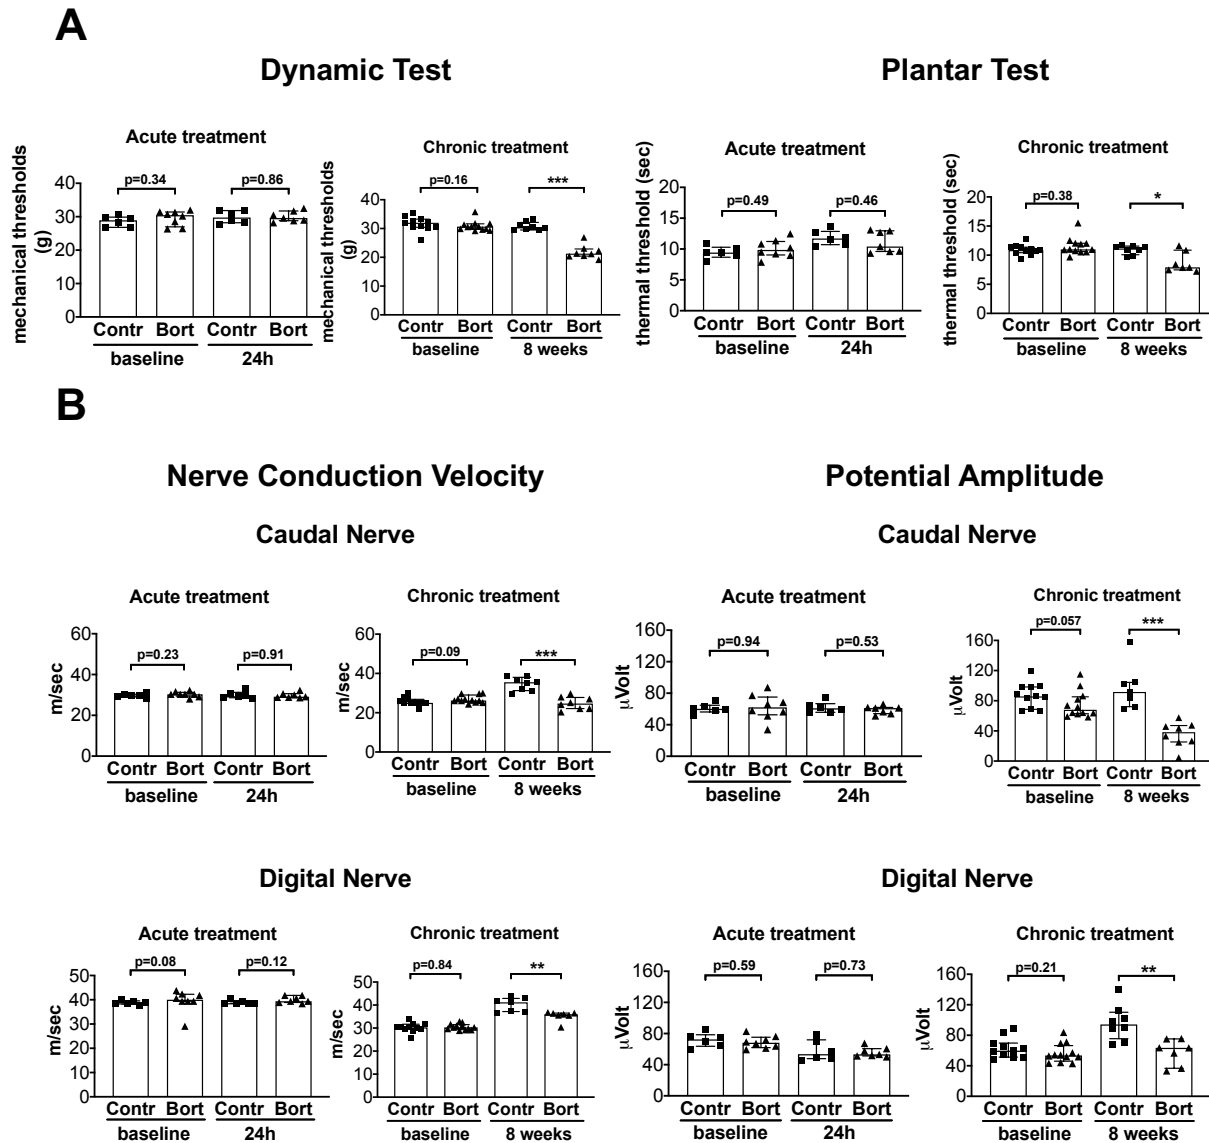 A
Dynamic Test
Plantar Test
Acute treatment
mechanical thresholds
(g)
40
30
20
10
0
p=0.34
p=0.86
Contr Bort Contr Bort
baseline 24h
Chronic treatment
mechanical thresholds
(g)
40
30
20
10
0
p=0.16
***
Contr Bort Contr Bort
baseline 8 weeks
Acute treatment
thermal threshold (sec)
20
15
10
5
0
p=0.49
p=0.46
Contr Bort Contr Bort
baseline 24h
Chronic treatment
thermal threshold (sec)
20
15
10
5
0
p=0.38
*
Contr Bort Contr Bort
baseline 8 weeks
B
Nerve Conduction Velocity
Potential Amplitude
Caudal Nerve
Caudal Nerve
Acute treatment
m/sec
60
40
20
0
p=0.23
p=0.91
Contr Bort Contr Bort
baseline 24h
Chronic treatment
m/sec
60
40
20
0
p=0.09
***
Contr Bort Contr Bort
baseline 8 weeks
Acute treatment
µVolt
160
120
80
40
0
p=0.94
p=0.53
Contr Bort Contr Bort
baseline 24h
Chronic treatment
µVolt
160
120
80
40
0
p=0.057
***
Contr Bort Contr Bort
baseline 8 weeks
Digital Nerve
Digital Nerve
Acute treatment
m/sec
50
40
30
20
10
0
p=0.08
p=0.12
Contr Bort Contr Bort
baseline 24h
Chronic treatment
m/sec
50
40
30
20
10
0
p=0.84
**
Contr Bort Contr Bort
baseline 8 weeks
Acute treatment
µVolt
160
120
80
40
0
p=0.59
p=0.73
Contr Bort Contr Bort
baseline 24h
Chronic treatment
µVolt
160
120
80
40
0
p=0.21
**
Contr Bort Contr Bort
baseline 8 weeks